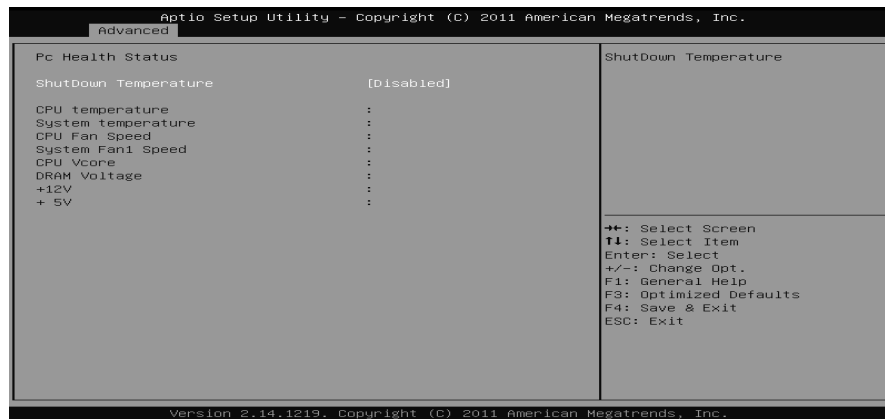 Aptio Setup Utility – Copyright (C) 2011 American Megatrends, Inc.
Advanced
Pc Health Status
ShutDown Temperature [Disabled]
CPU temperature :
System temperature :
CPU Fan Speed :
System Fan1 Speed :
CPU Vcore :
DRAM Voltage :
+12V :
+ 5V :
ShutDown Temperature
→←: Select Screen
↑↓: Select Item
Enter: Select
+/-: Change Opt.
F1: General Help
F3: Optimized Defaults
F4: Save & Exit
ESC: Exit
Version 2.14.1219. Copyright (C) 2011 American Megatrends, Inc.